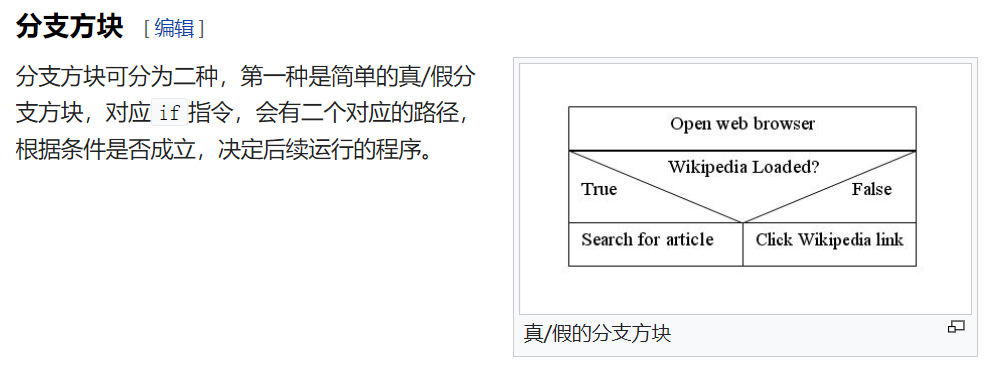 分支方块 [ 编辑 ]
分支方块可分为二种，第一种是简单的真/假分
支方块，对应 if 指令，会有二个对应的路径，
根据条件是否成立，决定后续运行的程序。
Open web browser
Wikipedia Loaded?
True
False
Search for article
Click Wikipedia link
真/假的分支方块